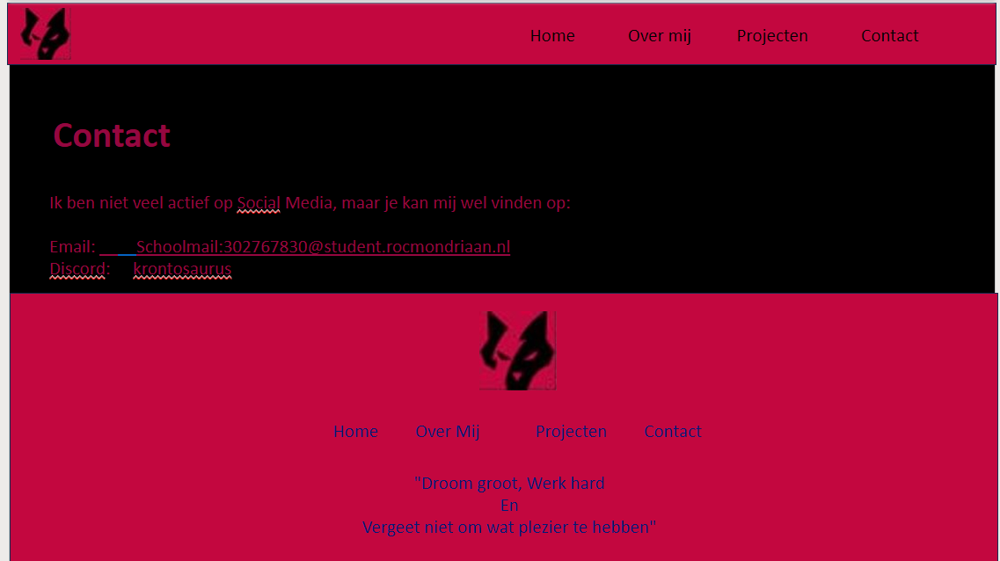 Home Over mij Projecten Contact
Contact
Ik ben niet veel actief op Social Media, maar je kan mij wel vinden op:
Email: Schoolmail:302767830@student.rocmondriaan.nl
Discord: krontosaurus
Home Over Mij Projecten Contact
"Droom groot, Werk hard
En
Vergeet niet om wat plezier te hebben"